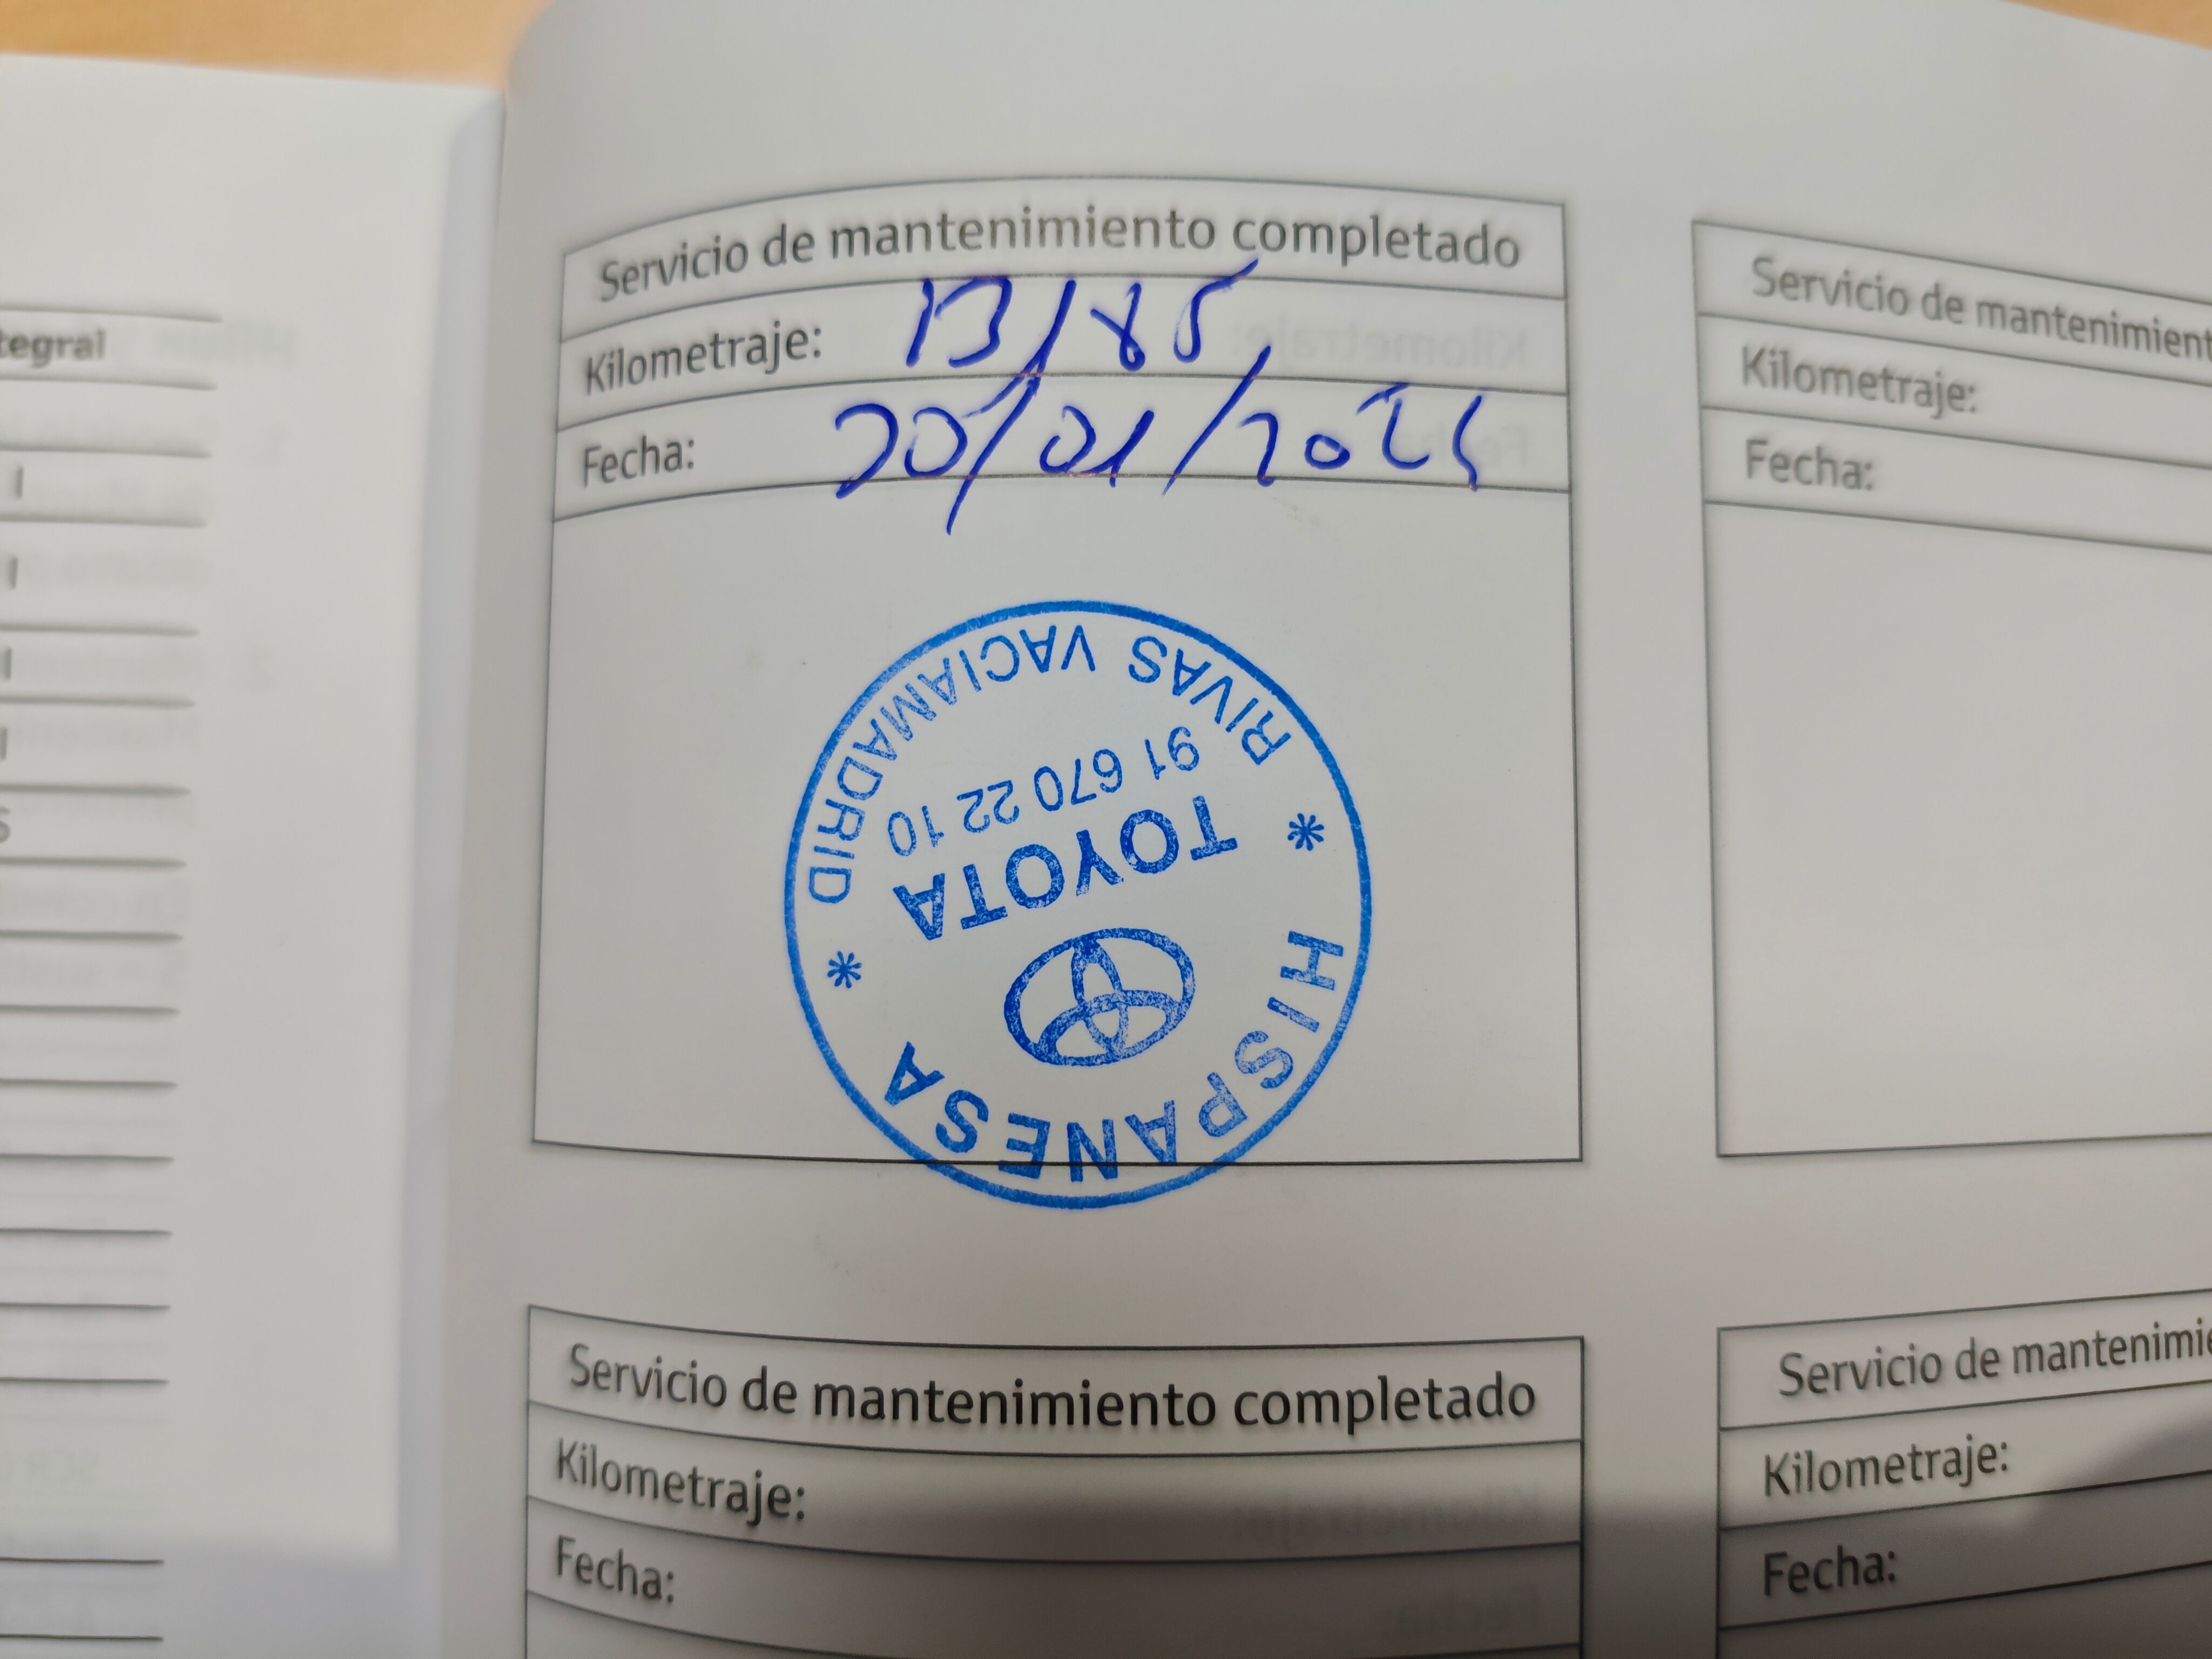 tegral
I
I
I
I
S
Servicio de mantenimiento completado
Kilometraje:
Fecha: 20/01/2025
RIVAS VACIAMADRID
91 670 22 10
TOYOTA
* HISPANESA *
Servicio de mantenimient
Kilometraje:
Fecha:
Servicio de mantenimiento completado
Kilometraje:
Fecha:
Servicio de mantenimie
Kilometraje:
Fecha: